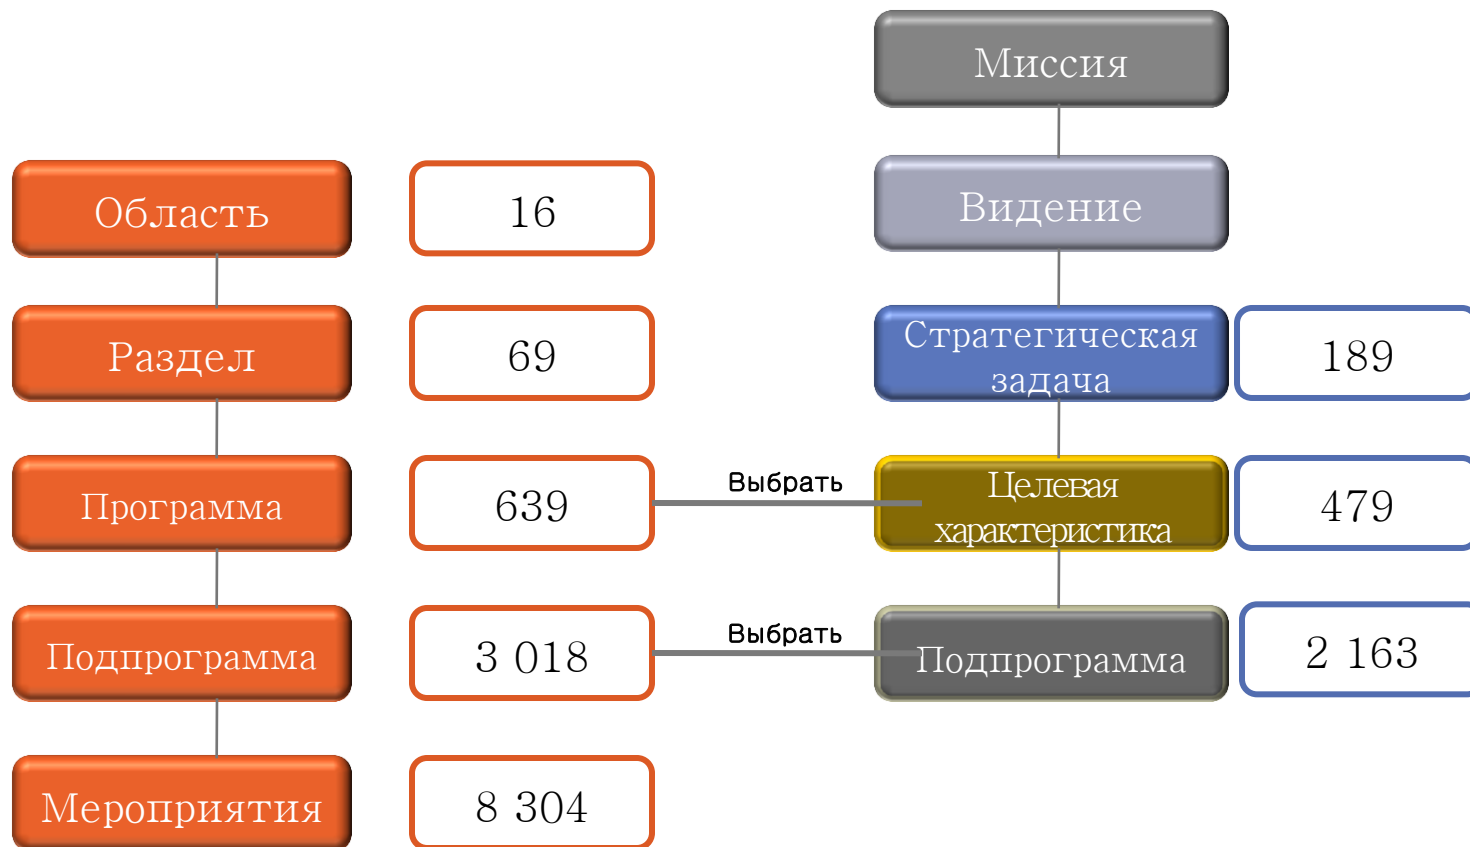 Миссия
Область
16
Видение
Раздел
69
Стратегическая
задача
189
Программа
639
Выбрать
Целевая
характеристика
479
Подпрограмма
3 018
Выбрать
Подпрограмма
2 163
Мероприятия
8 304